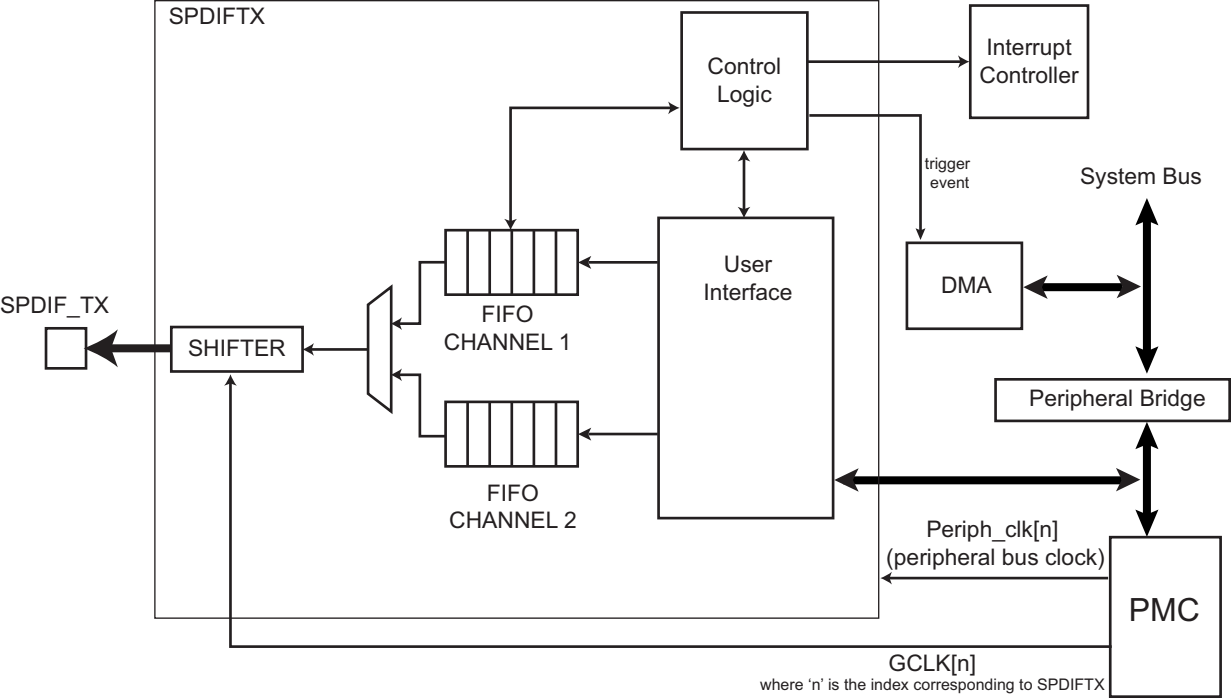 SPDIFTX
Control
Logic
Interrupt
Controller
trigger
event
System Bus
User
Interface
DMA
SPDIF_TX
FIFO
CHANNEL 1
SHIFTER
Peripheral Bridge
FIFO
CHANNEL 2
Periph_clk[n]
(peripheral bus clock)
PMC
GCLK[n]
where ‘n’ is the index corresponding to SPDIFTX